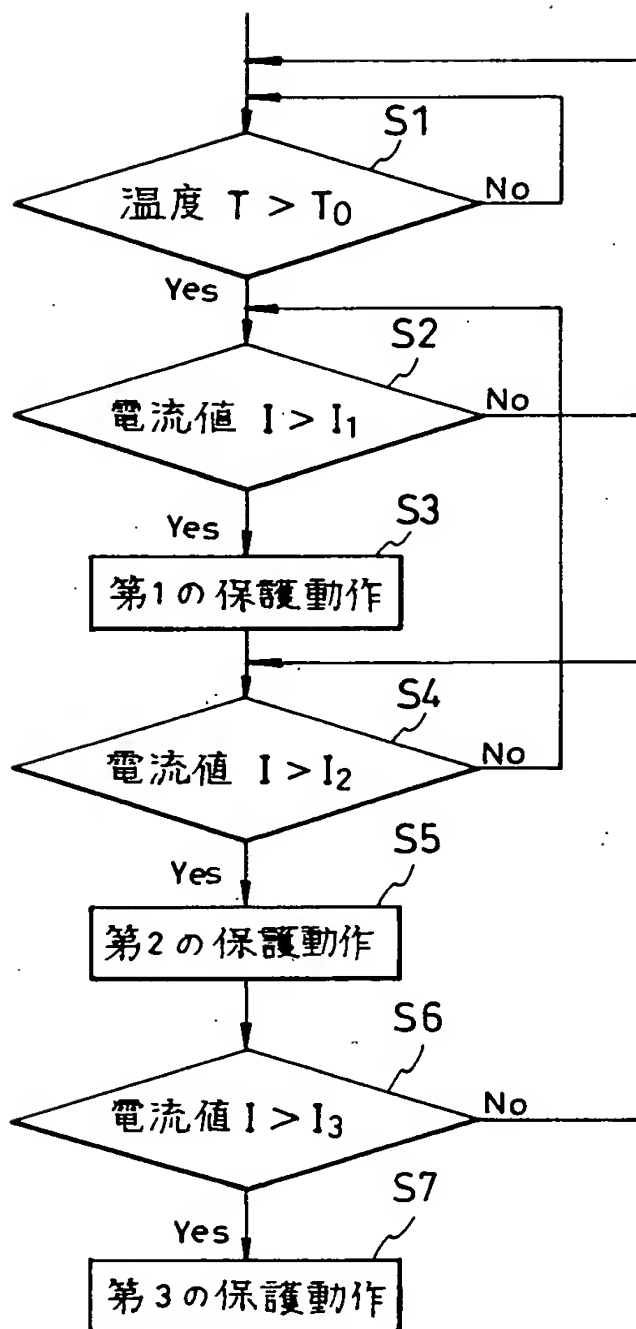 S1
温度 T > T0
No
Yes
S2
電流値 I > I1
No
Yes
S3
第1の保護動作
S4
電流値 I > I2
No
Yes
S5
第2の保護動作
S6
電流値 I > I3
No
Yes
S7
第3の保護動作